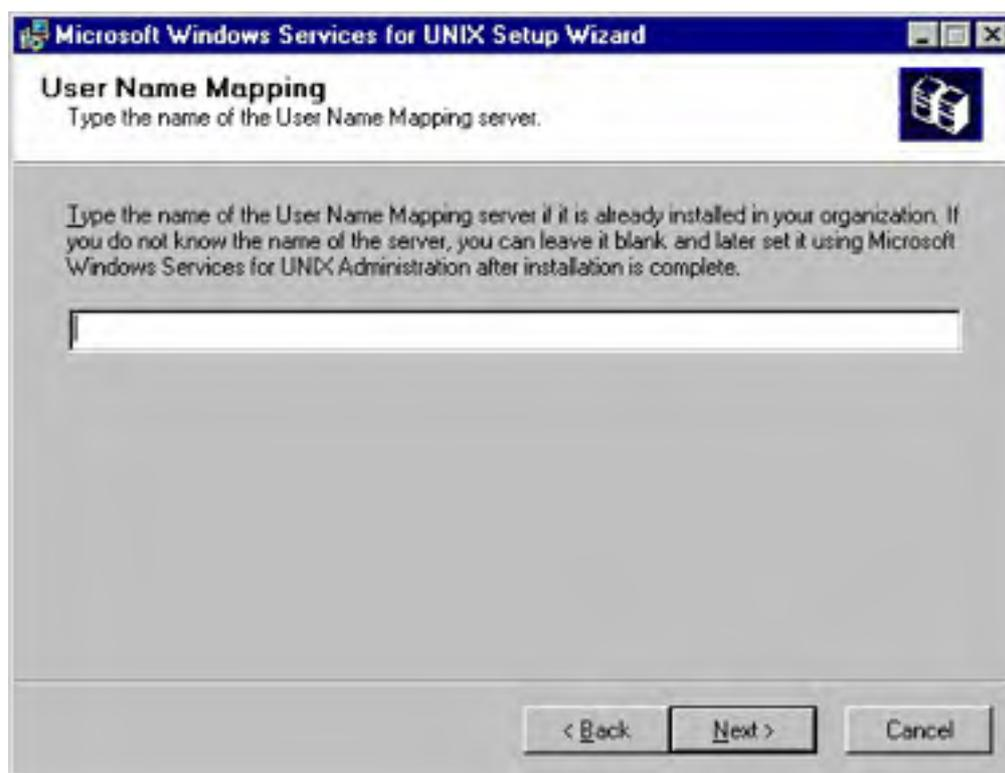 Microsoft Windows Services for UNIX Setup Wizard
User Name Mapping
Type the name of the User Name Mapping server.
Type the name of the User Name Mapping server if it is already installed in your organization. If
you do not know the name of the server, you can leave it blank and later set it using Microsoft
Windows Services for UNIX Administration after installation is complete.
< Back
Next >
Cancel